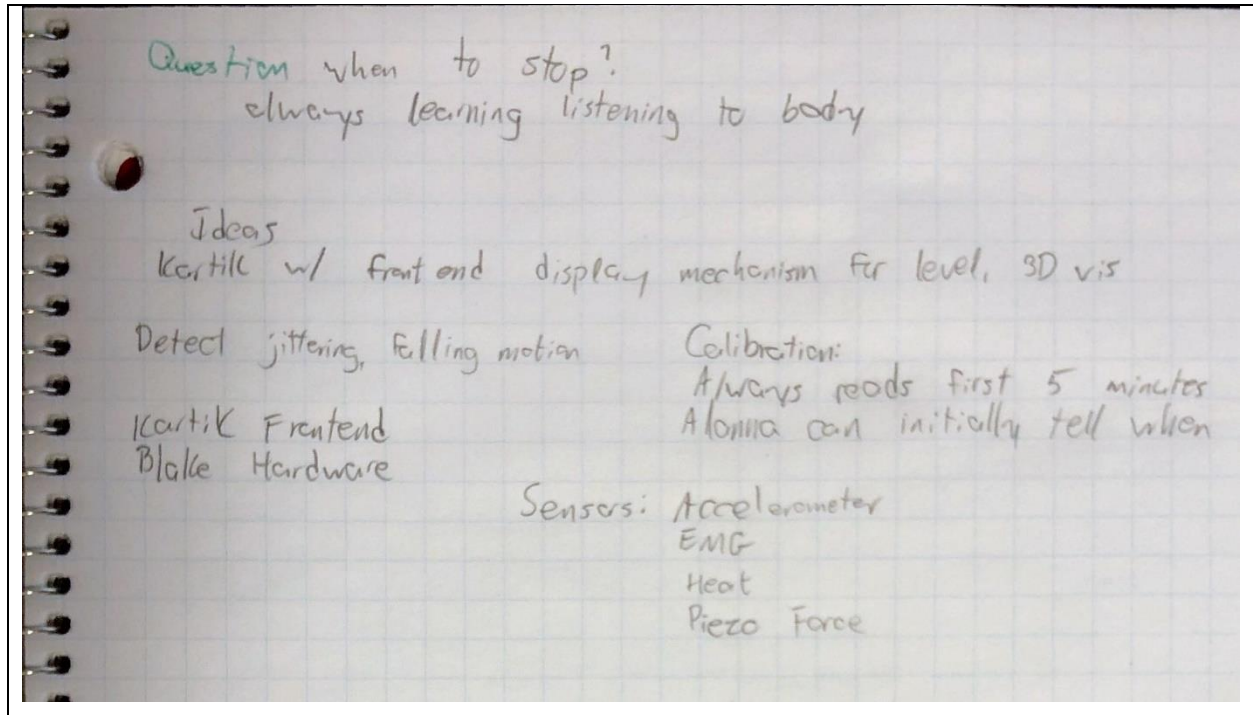 Question when to stop?
always learning listening to body
Ideas
Kartik w/ front end display mechanism for level, 3D vis
Detect jittering, falling motion
Calibration:
Always reads first 5 minutes
Alanna can initially tell when
Kartik Frontend
Blake Hardware
Sensors: Accelerometer
EMG
Heat
Piezo Force